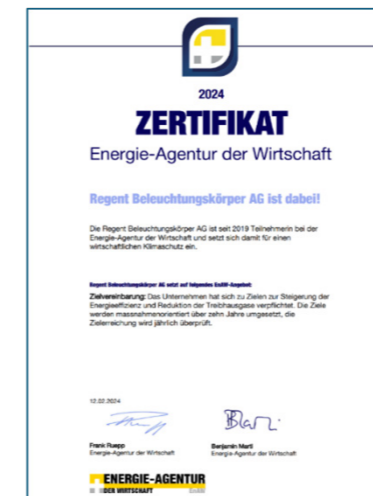 2024
ZERTIFIKAT
Energie-Agentur der Wirtschaft
Regent Beleuchtungskörper AG ist dabei!
Die Regent Beleuchtungskörper AG ist seit 2019 Teilnehmerin bei der
Energie-Agentur der Wirtschaft und setzt sich damit für einen
wirtschaftlichen Klimaschutz ein.
Regent Beleuchtungskörper AG setzt auf folgendes EnAW-Angebot:
Zielvereinbarung: Das Unternehmen hat sich zu Zielen zur Steigerung der
Energieeffizienz und Reduktion der Treibhausgase verpflichtet. Die Ziele
werden massnahmenorientiert über zehn Jahre umgesetzt, die
Zielerreichung wird jährlich überprüft.
12.02.2024
Frank Ruepp
Energie-Agentur der Wirtschaft
Benjamin Marti
Energie-Agentur der Wirtschaft
ENERGIE-AGENTUR
DER WIRTSCHAFT